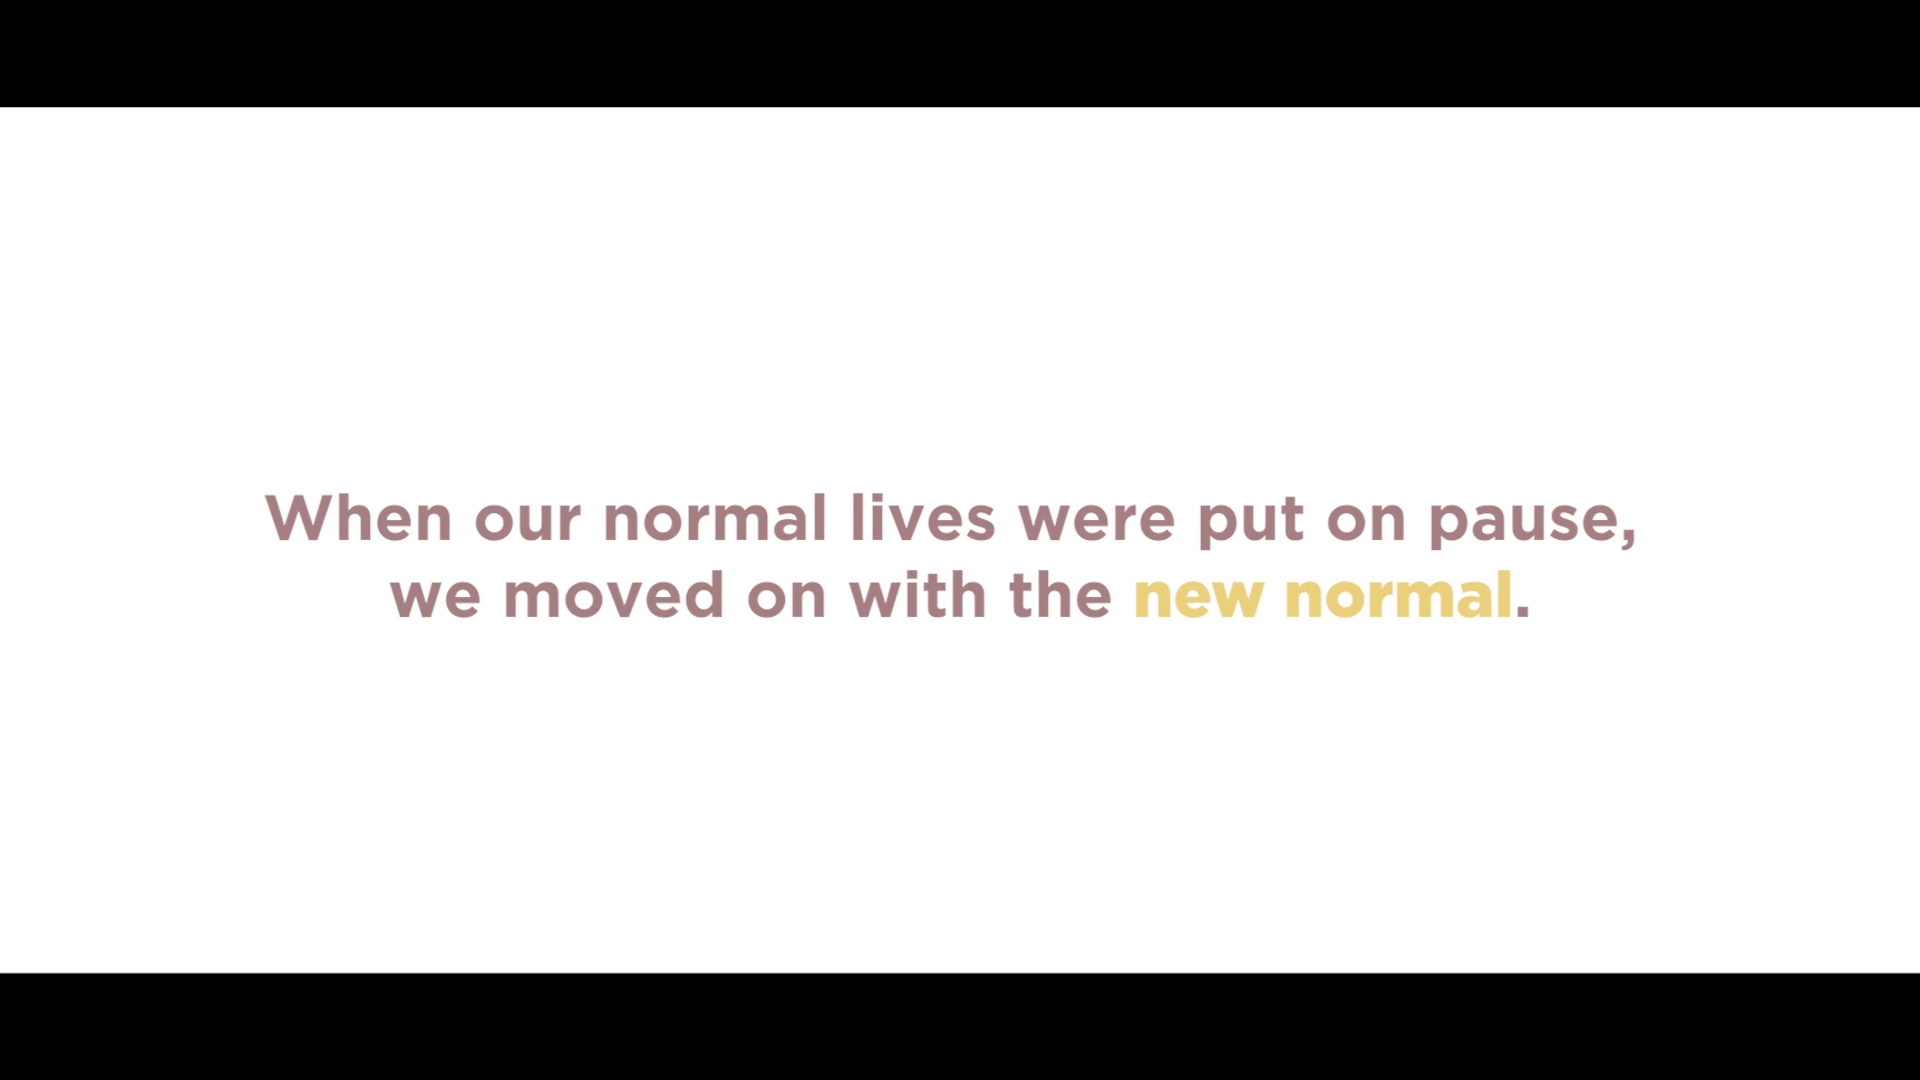 When our normal lives were put on pause,
we moved on with the new normal.